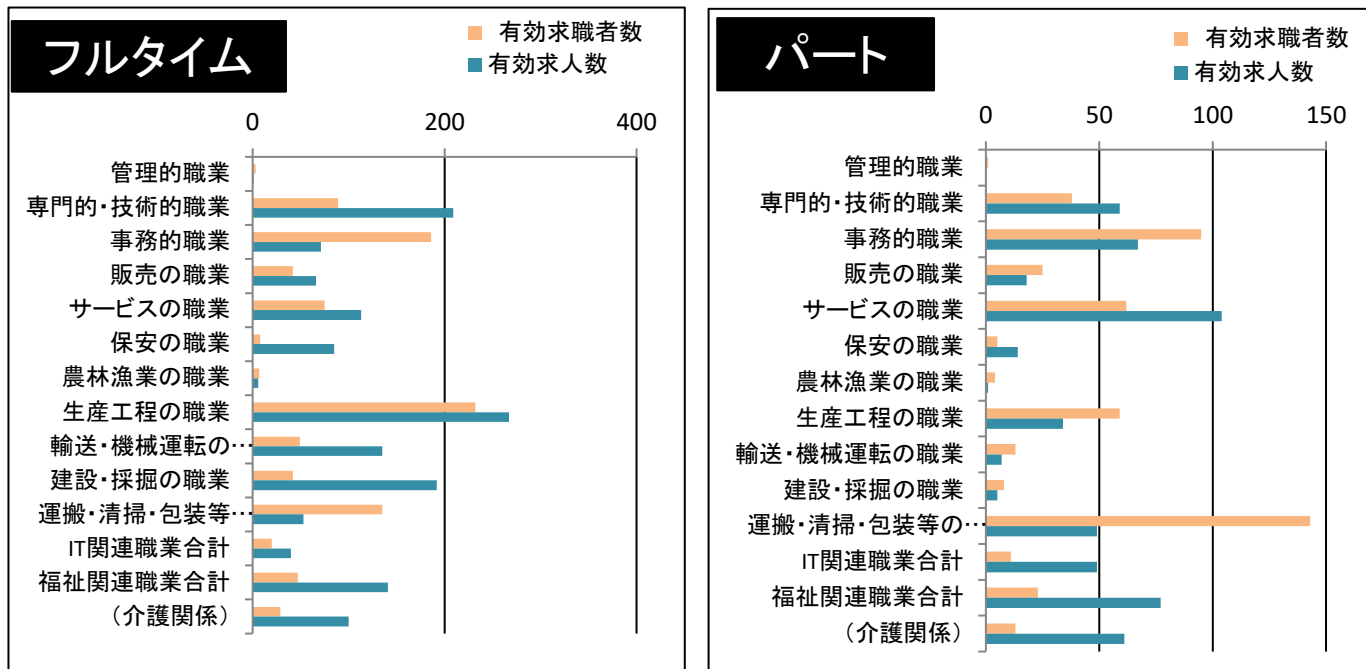 フルタイム
有効求職者数
有効求人数
0 200 400
管理的職業
専門的・技術的職業
事務的職業
販売の職業
サービスの職業
保安の職業
農林漁業の職業
生産工程の職業
輸送・機械運転の…
建設・採掘の職業
運搬・清掃・包装等…
IT関連職業合計
福祉関連職業合計
（介護関係）
パート
有効求職者数
有効求人数
0 50 100 150
管理的職業
専門的・技術的職業
事務的職業
販売の職業
サービスの職業
保安の職業
農林漁業の職業
生産工程の職業
輸送・機械運転の職業
建設・採掘の職業
運搬・清掃・包装等の…
IT関連職業合計
福祉関連職業合計
（介護関係）